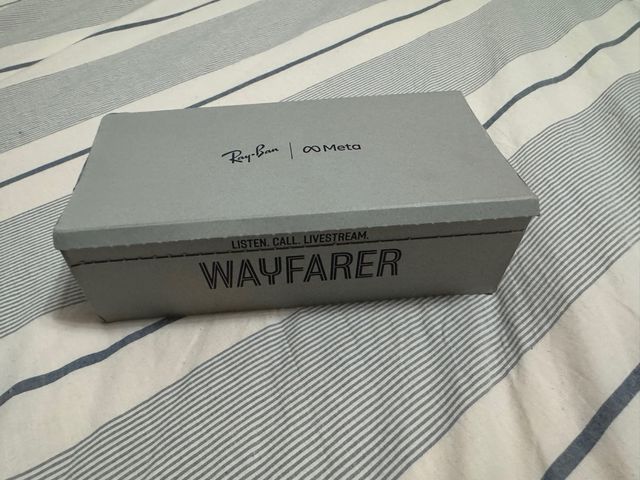 Ray-Ban | Meta
LISTEN. CALL. LIVESTREAM.
WAYFARER